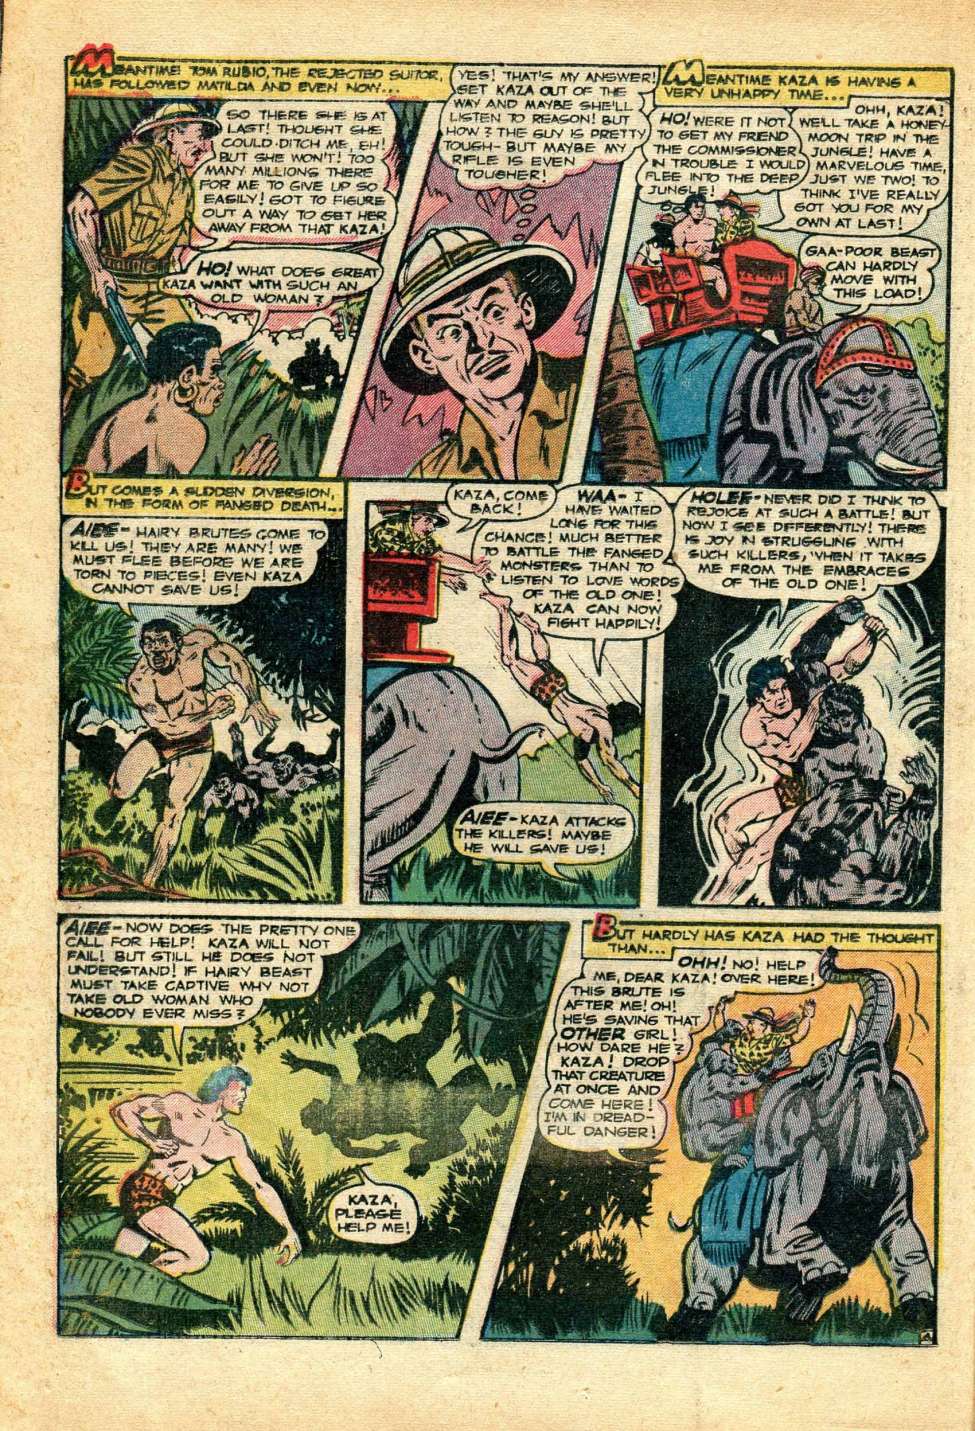 MEANTIME TOM RUBIO, THE REJECTED SUITOR,
HAS FOLLOWED MATILDA AND EVEN NOW...
SO THERE SHE IS AT
LAST! THOUGHT SHE
COULD DITCH ME, EH!
BUT SHE WON'T! TOO
MANY MILLIONS THERE
FOR ME TO GIVE UP SO
EASILY! GOT TO FIGURE
OUT A WAY TO GET HER
AWAY FROM THAT KAZA!
HO! WHAT DOES GREAT
KAZA WANT WITH SUCH AN
OLD WOMAN?
YES! THAT'S MY ANSWER!
GET KAZA OUT OF THE
WAY AND MAYBE SHE'LL
LISTEN TO REASON! BUT
HOW? THE GUY IS PRETTY
TOUGH- BUT MAYBE MY
RIFLE IS EVEN
TOUGHER!
MEANTIME KAZA IS HAVING A
VERY UNHAPPY TIME...
HO! WERE IT NOT
TO GET MY FRIEND
THE COMMISSIONER
IN TROUBLE I WOULD
FLEE INTO THE DEEP
JUNGLE!
OHH, KAZA!
WE'LL TAKE A HONEY-
MOON TRIP IN THE
JUNGLE! HAVE A
MARVELOUS TIME,
JUST WE TWO! TO
THINK I'VE REALLY
GOT YOU FOR MY
OWN AT LAST!
GAA-POOR BEAST
CAN HARDLY
MOVE WITH
THIS LOAD!
BUT COMES A SUDDEN DIVERSION,
IN THE FORM OF FANGED DEATH...
AIEE- HAIRY BRUTES COME TO
KILL US! THEY ARE MANY! WE
MUST FLEE BEFORE WE ARE
TORN TO PIECES! EVEN KAZA
CANNOT SAVE US!
KAZA, COME
BACK!
WAA- I
HAVE WAITED
LONG FOR THIS
CHANCE! MUCH BETTER
TO BATTLE THE FANGED
MONSTERS THAN TO
LISTEN TO LOVE WORDS
OF THE OLD ONE!
KAZA CAN NOW
FIGHT HAPPILY!
AIEE- KAZA ATTACKS
THE KILLERS! MAYBE
HE WILL SAVE US!
HOLEE- NEVER DID I THINK TO
REJOICE AT SUCH A BATTLE! BUT
NOW I SEE DIFFERENTLY! THERE
IS JOY IN STRUGGLING WITH
SUCH KILLERS, WHEN IT TAKES
ME FROM THE EMBRACES
OF THE OLD ONE!
AIEE- NOW DOES THE PRETTY ONE
CALL FOR HELP! KAZA WILL NOT
FAIL! BUT STILL HE DOES NOT
UNDERSTAND! IF HAIRY BEAST
MUST TAKE CAPTIVE WHY NOT
TAKE OLD WOMAN WHO
NOBODY EVER MISS?
KAZA,
PLEASE
HELP ME!
BUT HARDLY HAS KAZA HAD THE THOUGHT
THAN...
OHH! NO! HELP
ME, DEAR KAZA! OVER HERE!
THIS BRUTE IS
AFTER ME! OH!
HE'S SAVING THAT
OTHER GIRL!
HOW DARE HE?
KAZA! DROP
THAT CREATURE
AT ONCE AND
COME HERE!
I'M IN DREAD-
FUL DANGER!
4